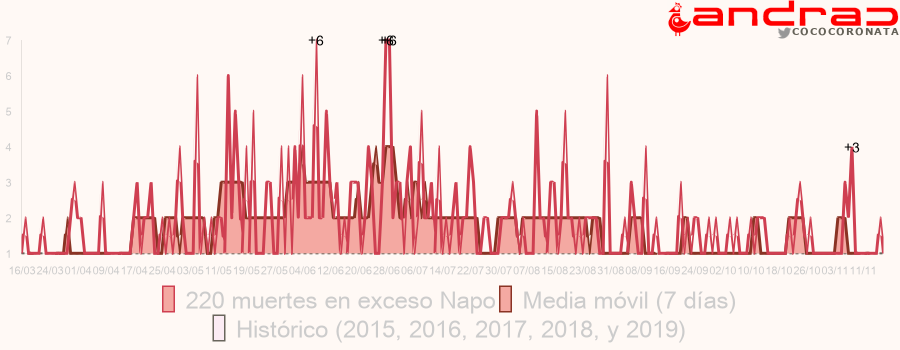 andrac
COCOCORONATA
+6 +6 +6
7
6
5
4
+3
3
2
1
16/03 24/03 01/04 09/04 17/04 25/04 03/05 11/05 19/05 27/05 04/06 12/06 20/06 28/06 06/07 14/07 22/07 30/07 07/08 15/08 23/08 31/08 08/09 16/09 24/09 02/10 10/10 18/10 26/10 03/11 11/11
220 muertes en exceso Napo Media móvil (7 días)
Histórico (2015, 2016, 2017, 2018, y 2019)